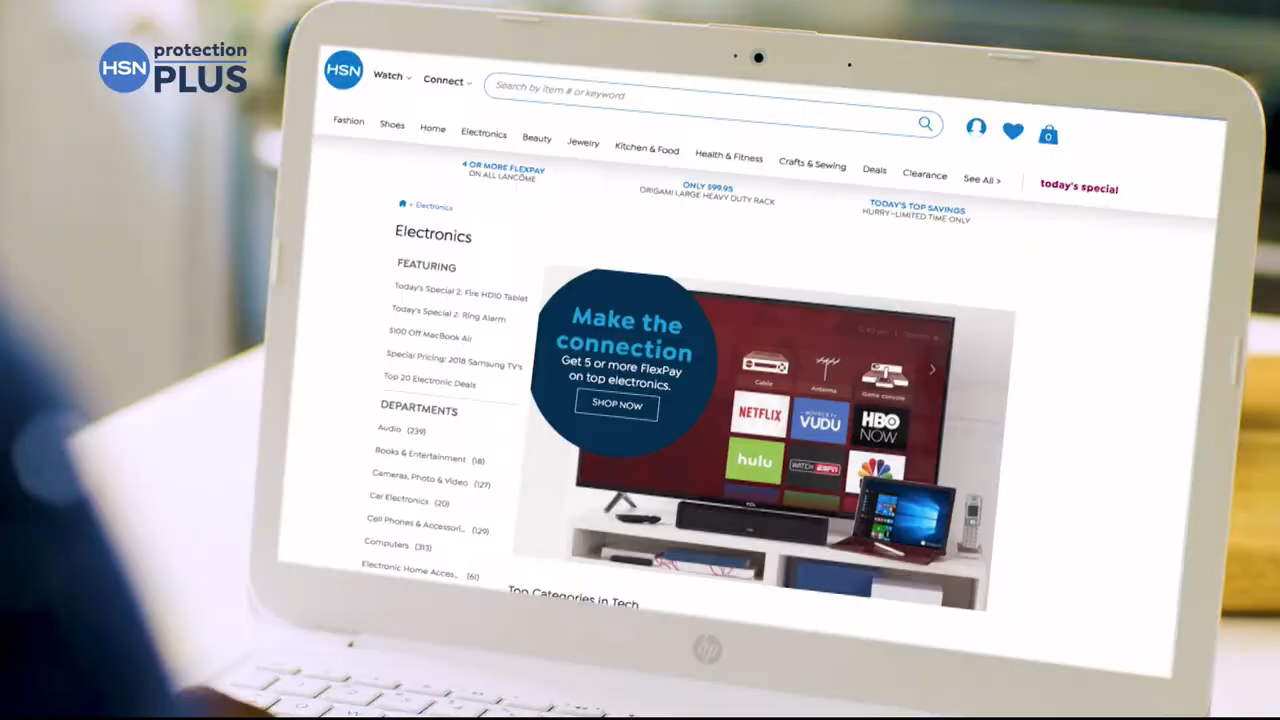 HSN protection
PLUS
HSN
Watch
Connect
Search by item # or keyword
0
Fashion
Shoes
Home
Electronics
Beauty
Jewelry
Kitchen & Food
Health & Fitness
Crafts & Sewing
Deals
Clearance
See All >
today's special
4 OR MORE FLEXPAY
ON ALL LANCOME
ONLY $99.95
ORIGAMI LARGE HEAVY DUTY RACK
TODAY'S TOP SAVINGS
HURRY–LIMITED TIME ONLY
Electronics
Electronics
FEATURING
Today's Special 2: Fire HD10 Tablet
Today's Special 2: Ring Alarm
$100 Off MacBook Air
Special Pricing: 2018 Samsung TV's
Top 20 Electronic Deals
DEPARTMENTS
Audio (239)
Books & Entertainment (18)
Cameras, Photo & Video (127)
Car Electronics (20)
Cell Phones & Accessori... (129)
Computers (313)
Electronic Home Acces... (61)
Make the
connection
Get 5 or more FlexPay
on top electronics.
SHOP NOW
Cable
Antenna
Game console
NETFLIX
MOVIES & TV
VUDU
HBO
NOW
hulu
WATCH ESPN
TCL
Top Categories in Tech
hp